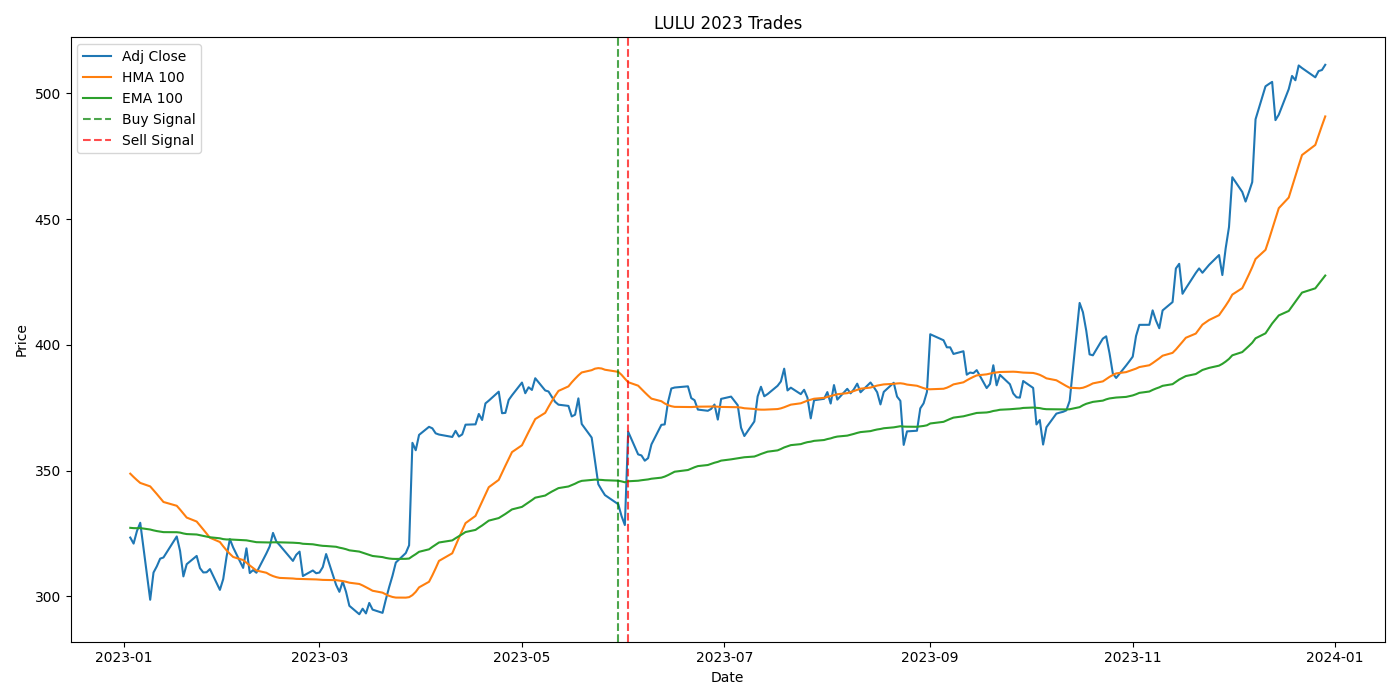 LULU 2023 Trades
Adj Close
HMA 100
EMA 100
Buy Signal
Sell Signal
Price
500
450
400
350
300
2023-01 2023-03 2023-05 2023-07 2023-09 2023-11 2024-01
Date